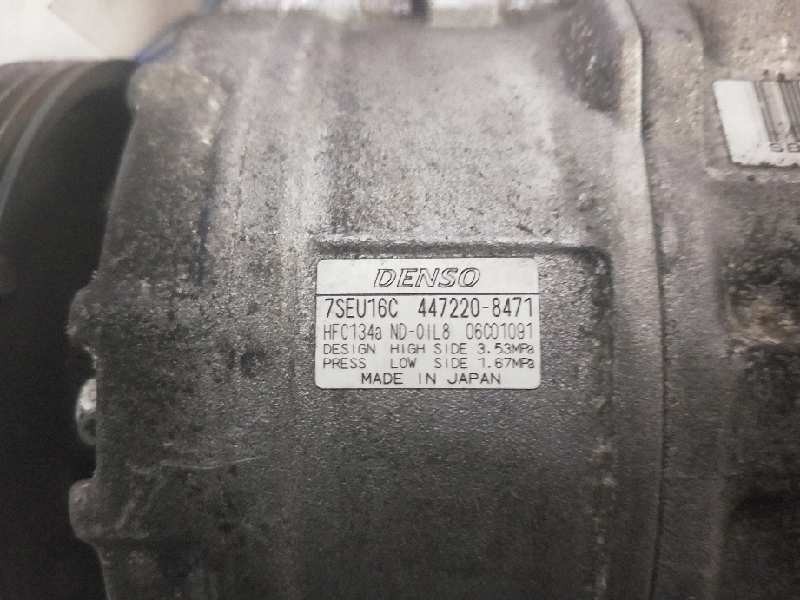 DENSO
7SEU16C 447220-8471
HFC134a ND-OIL8 06C01091
DESIGN HIGH SIDE 3.53MPa
PRESS LOW SIDE 1.67MPa
MADE IN JAPAN